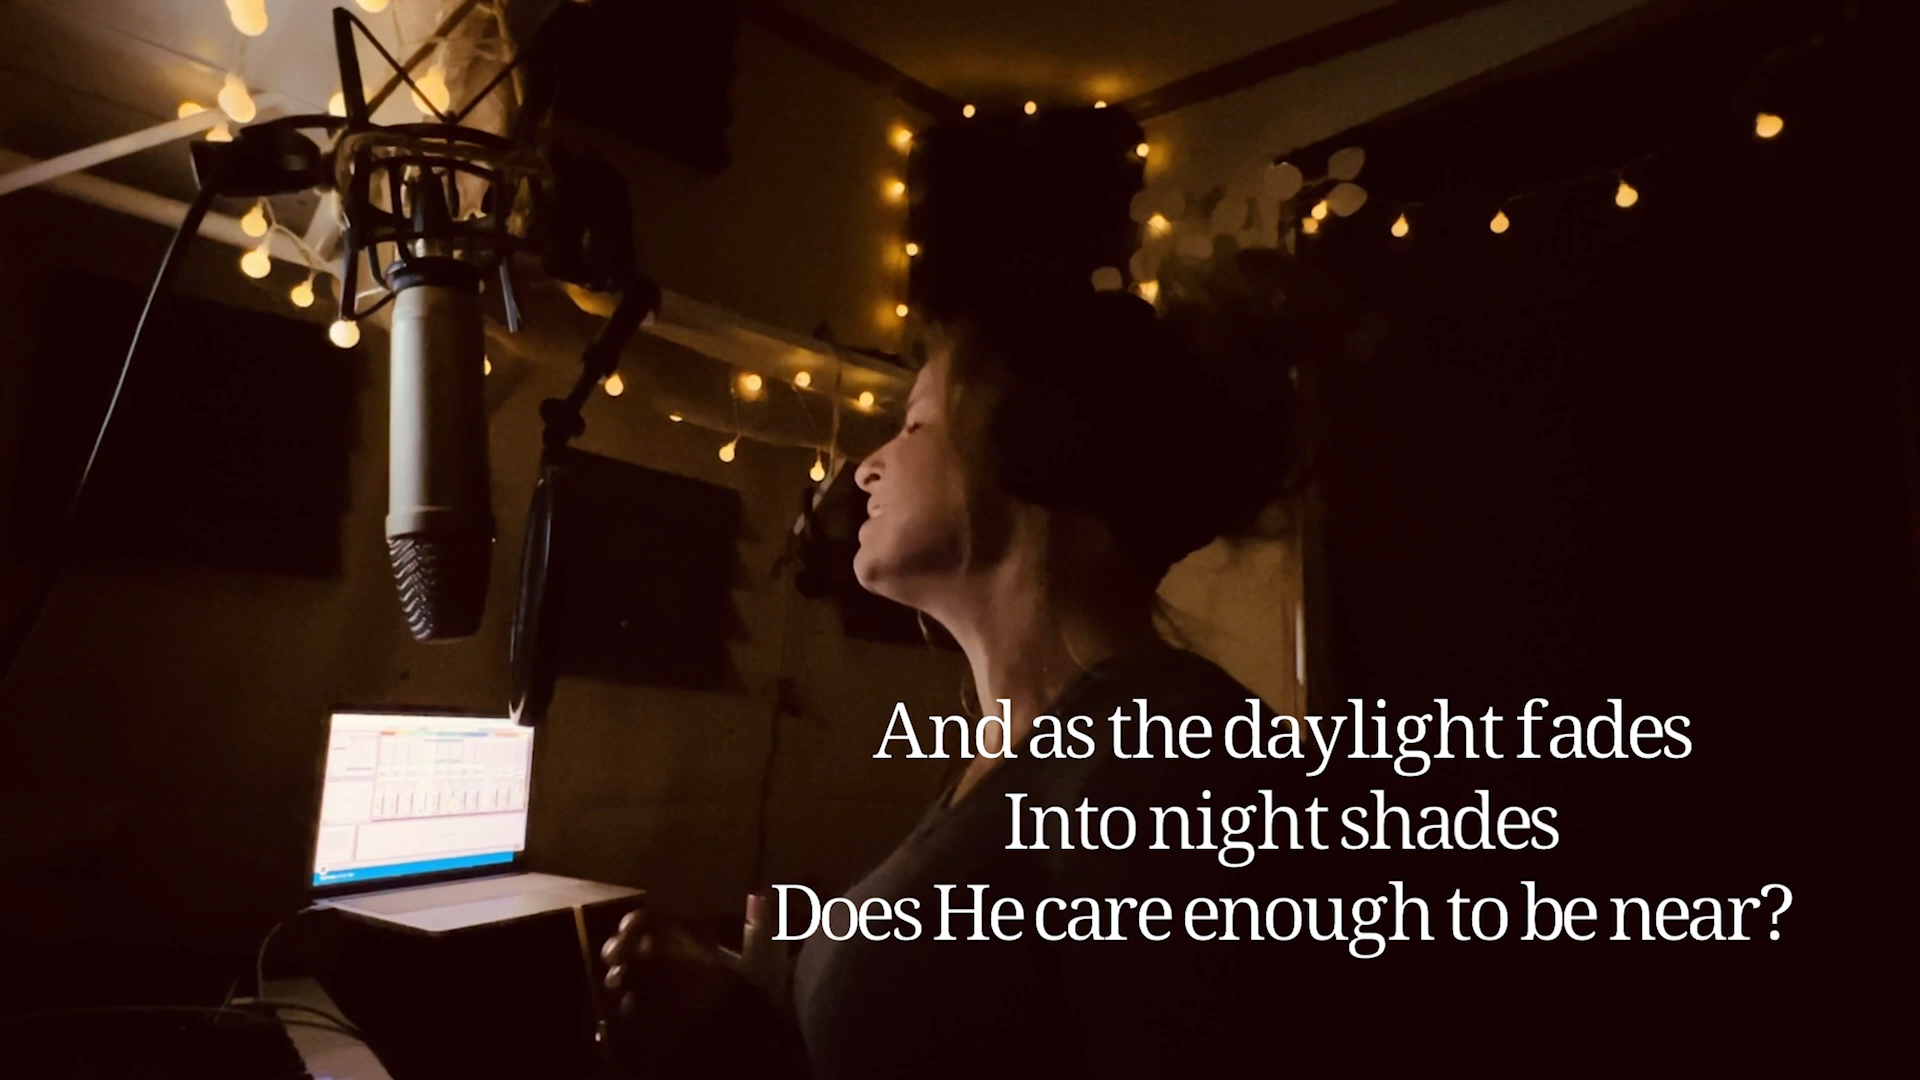 And as the daylight fades
Into night shades
Does He care enough to be near?